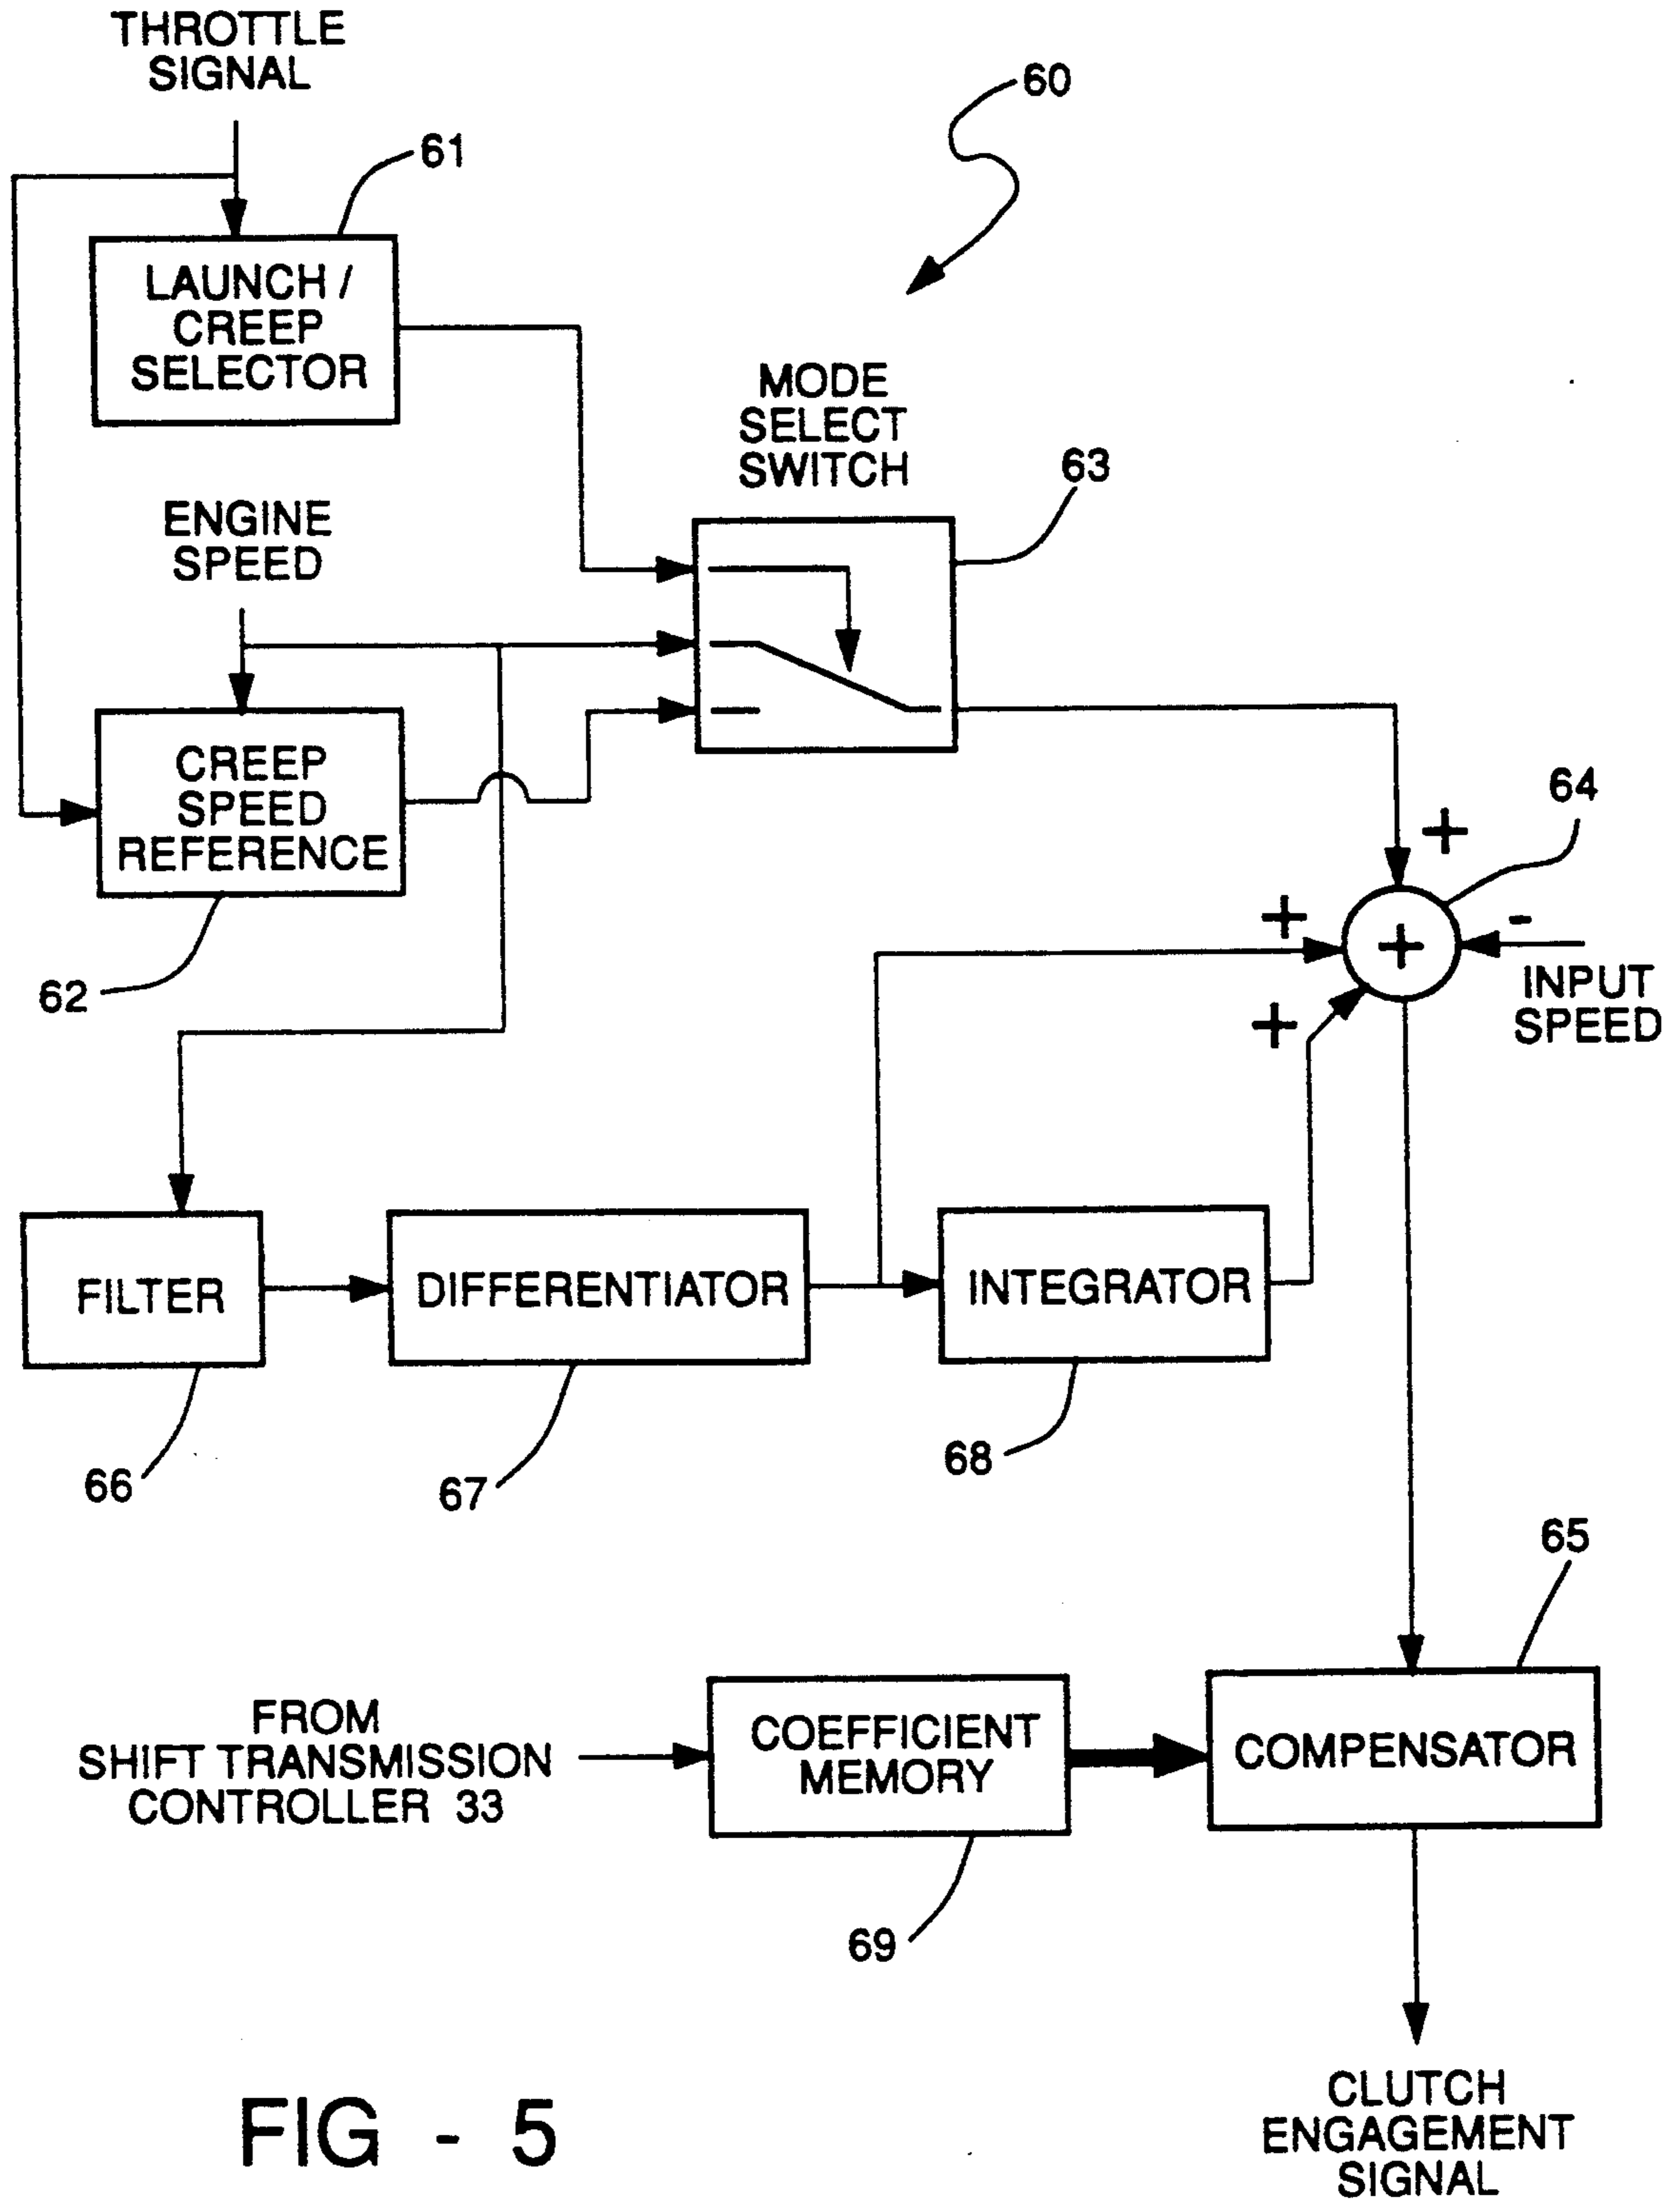 THROTTLE
SIGNAL
60
61
LAUNCH /
CREEP
SELECTOR
MODE
SELECT
SWITCH
63
ENGINE
SPEED
CREEP
SPEED
REFERENCE
62
64
+
+
+
-
+
INPUT
SPEED
FILTER
DIFFERENTIATOR
INTEGRATOR
66
67
68
65
FROM
SHIFT TRANSMISSION
CONTROLLER 33
COEFFICIENT
MEMORY
COMPENSATOR
69
CLUTCH
ENGAGEMENT
SIGNAL
FIG - 5